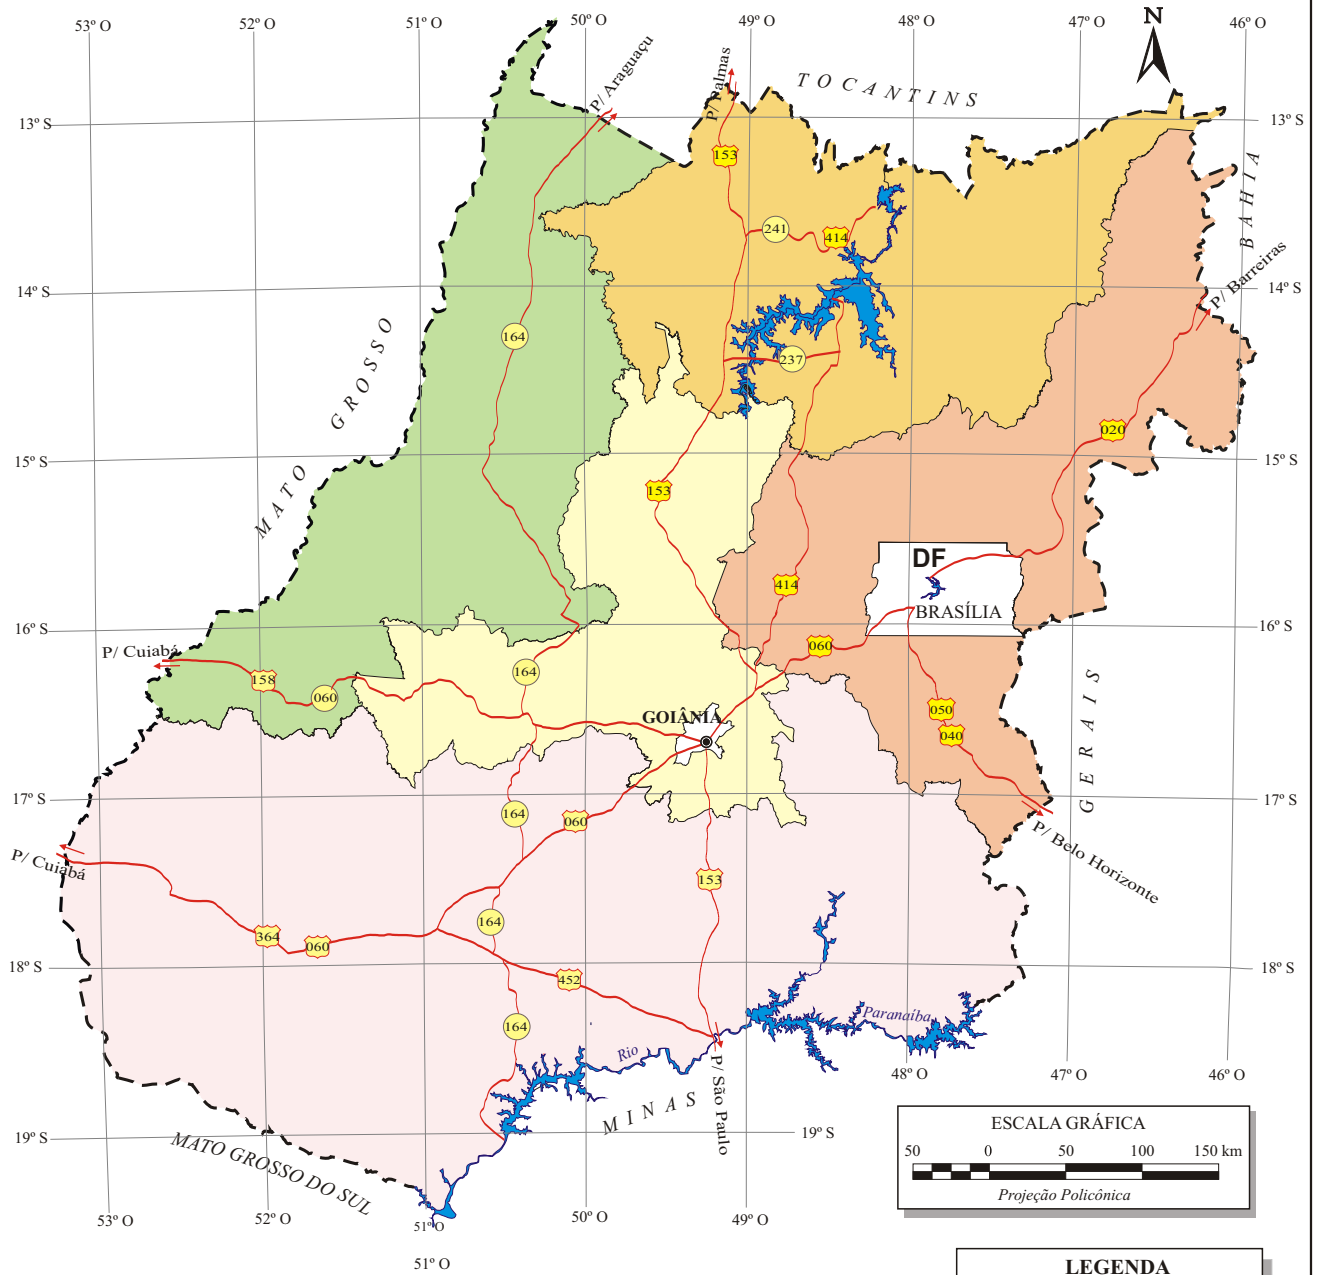 53º O
52º O
51º O
50º O
49º O
48º O
47º O
46º O
N
P/ Araguaçu
P/ Palmas
TOCANTINS
13º S
13º S
153
BAHIA
241
414
P/ Barreiras
14º S
14º S
164
237
MATO GROSSO
020
15º S
15º S
153
DF
414
BRASÍLIA
16º S
16º S
060
P/ Cuiabá
158
060
164
GOIÂNIA
050
040
GERAIS
17º S
17º S
164
060
P/ Belo Horizonte
P/ Cuiabá
153
364
060
164
452
18º S
18º S
164
Rio
Paranaíba
48º O
47º O
46º O
P/ São Paulo
MINAS
19º S
19º S
MATO GROSSO DO SUL
53º O
52º O
51º O
50º O
49º O
51º O
ESCALA GRÁFICA
50 0 50 100 150 km
Projeção Policônica
LEGENDA